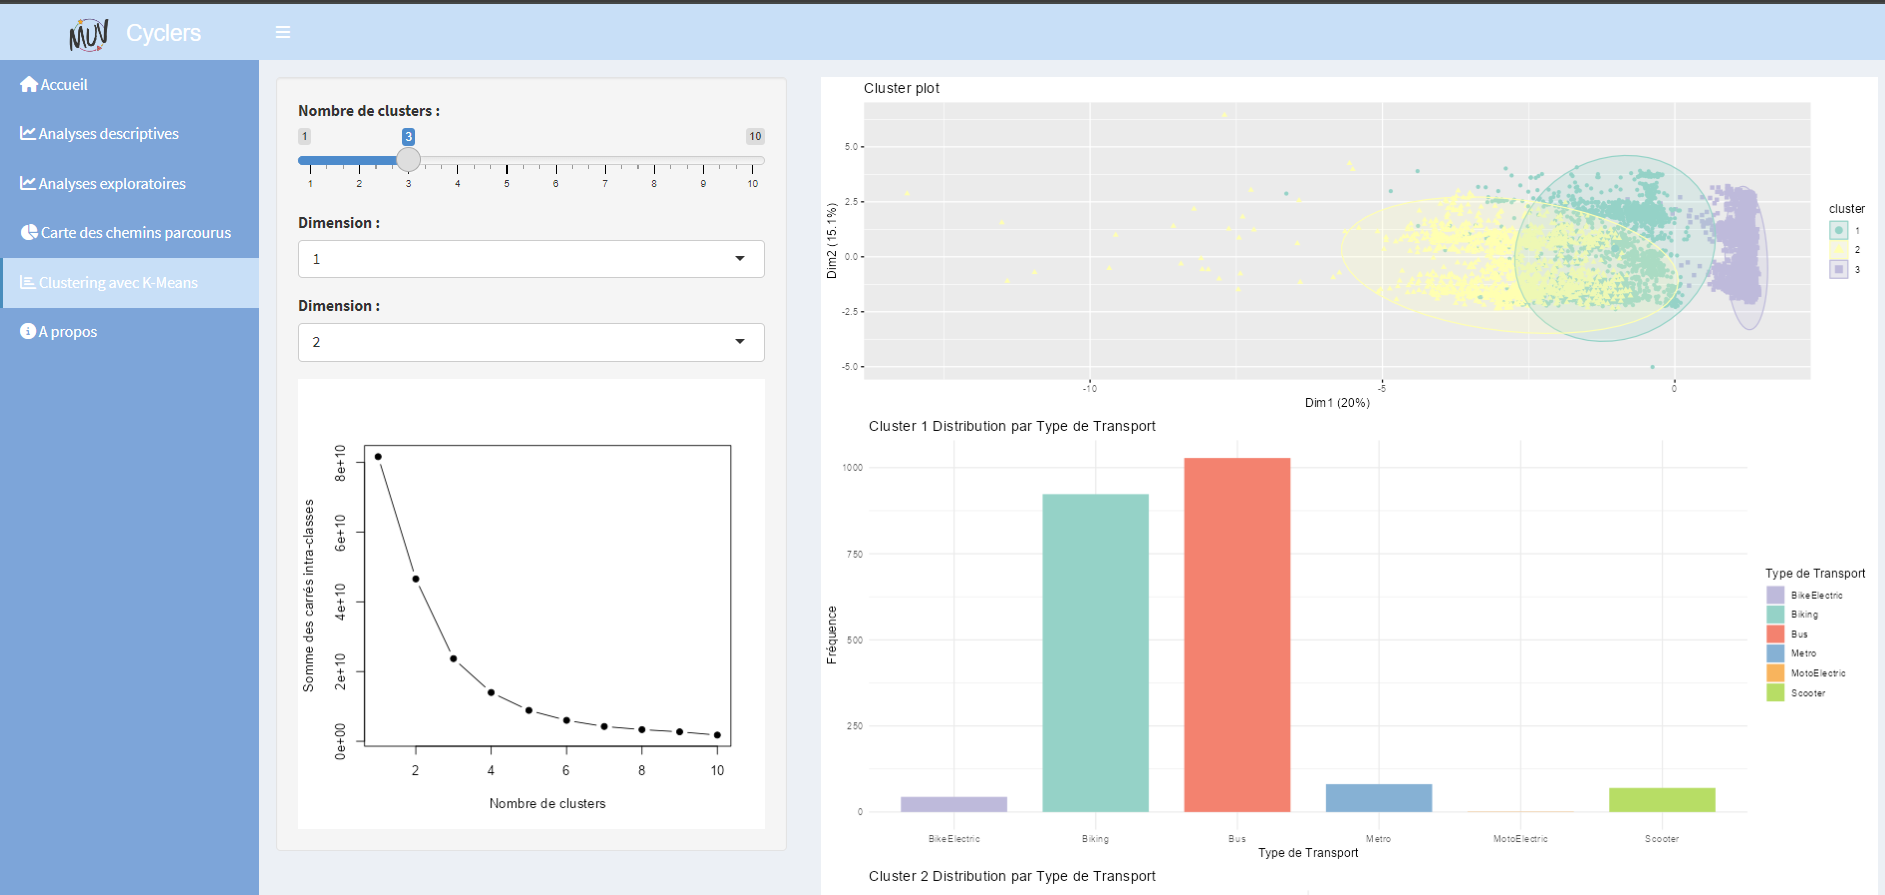 MUV
Cyclers
Accueil
Analyses descriptives
Analyses exploratoires
Carte des chemins parcourus
Clustering avec K-Means
A propos
Nombre de clusters :
1
3
10
1 2 3 4 5 6 7 8 9 10
Dimension :
1
Dimension :
2
Somme des carrés intra-classes
8e+10
6e+10
4e+10
2e+10
0e+00
2 4 6 8 10
Nombre de clusters
Cluster plot
Dim2 (15.1%)
5.0
2.5
0.0
-2.5
-5.0
-10 -5 0
Dim1 (20%)
cluster
1
2
3
Cluster 1 Distribution par Type de Transport
Fréquence
1000
750
500
250
0
BikeElectric Biking Bus Metro MotoElectric Scooter
Type de Transport
Type de Transport
BikeElectric
Biking
Bus
Metro
MotoElectric
Scooter
Cluster 2 Distribution par Type de Transport